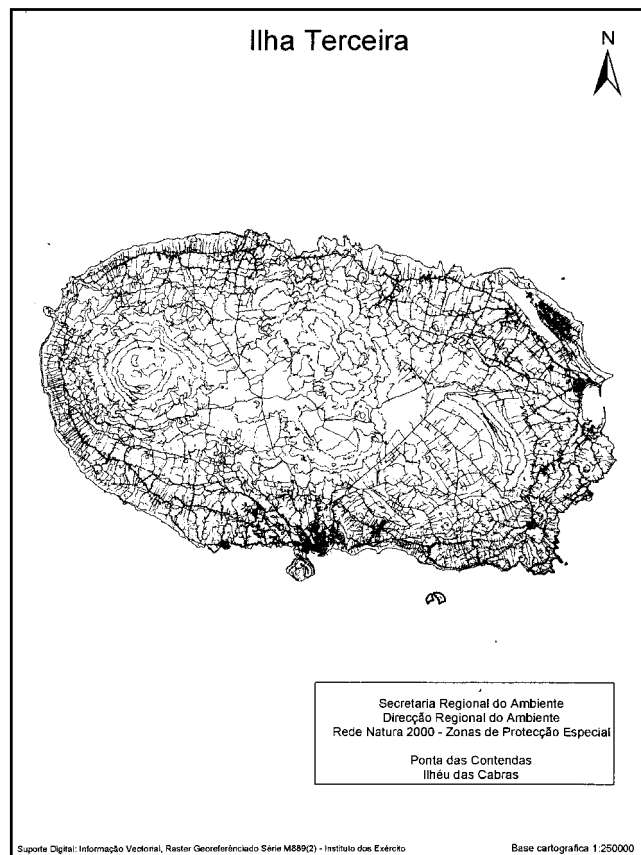 Ilha Terceira
N
Secretaria Regional do Ambiente
Direcção Regional do Ambiente
Rede Natura 2000 - Zonas de Protecção Especial
Ponta das Contendas
Ilhéu das Cabras
Suporte Digital: Informação Vectorial, Raster Georeferênciado Série M889(2) - Instituto dos Exército
Base cartografica 1:250000